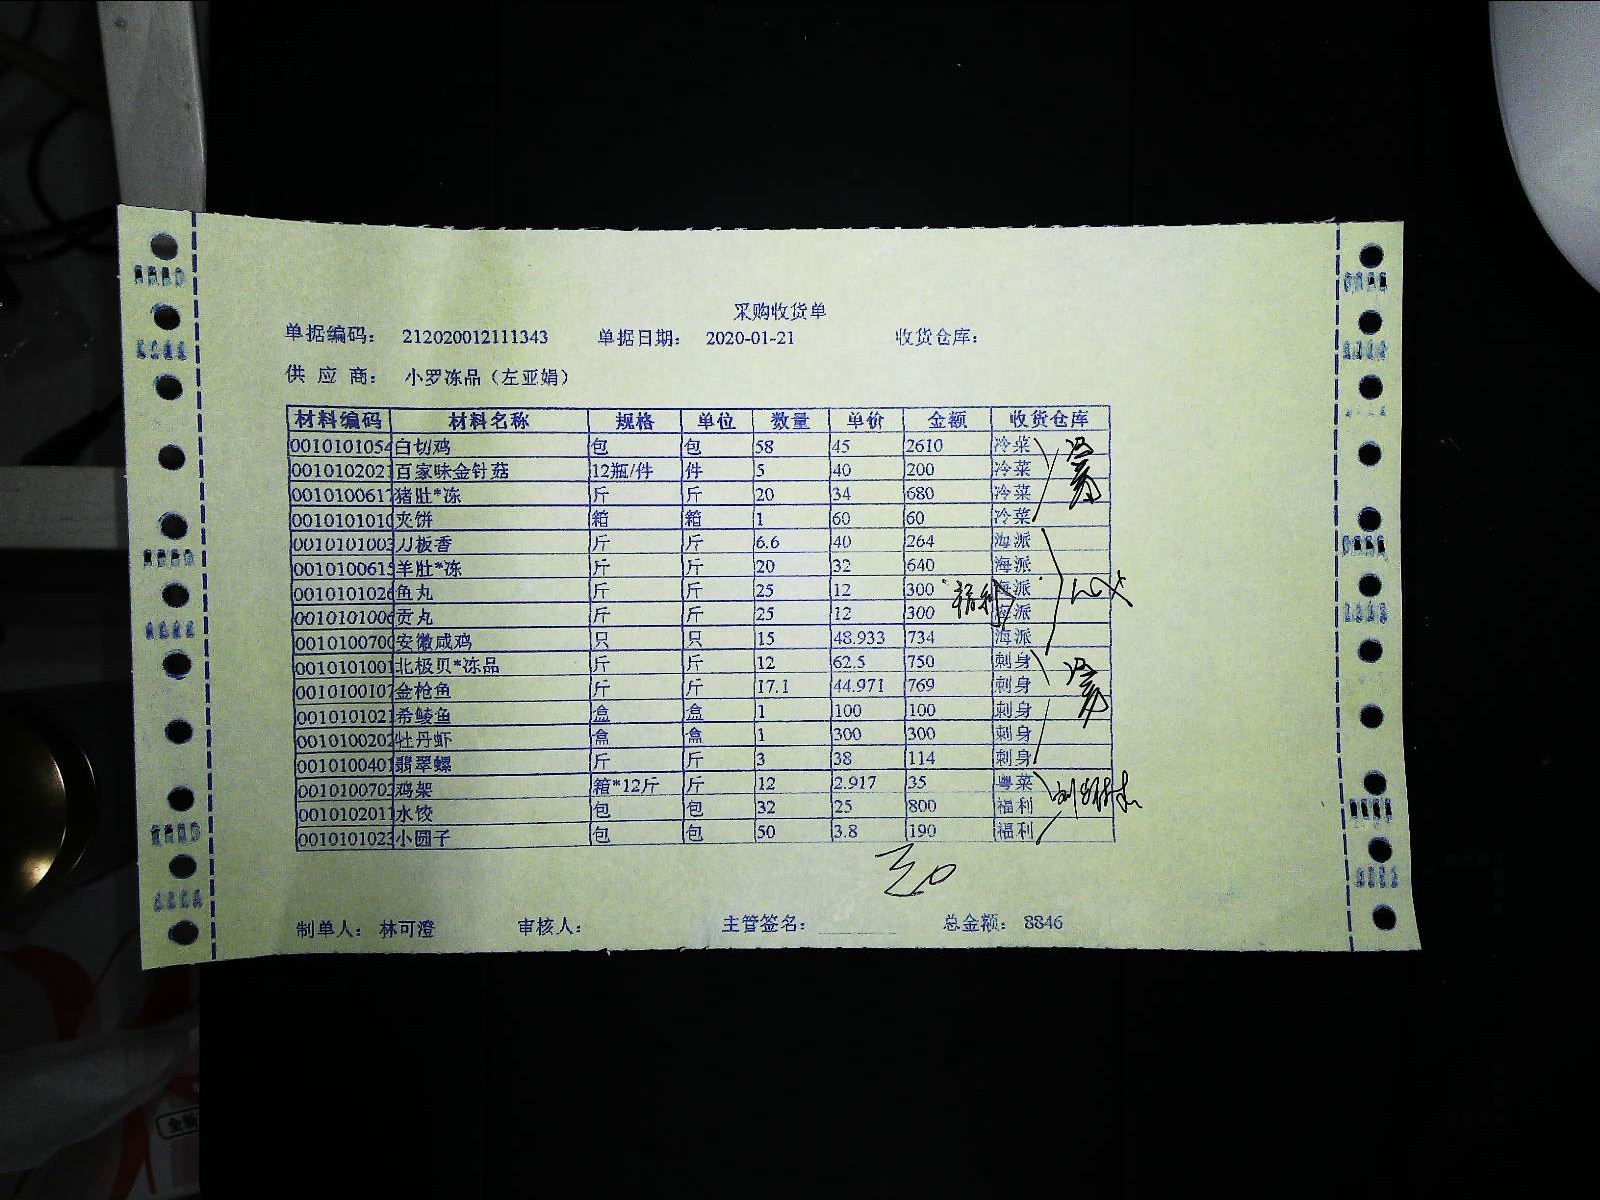 采购收货单
单据编码： 212020012111343 单据日期： 2020-01-21 收货仓库：
供 应 商： 小罗冻品（左亚娟）
材料编码 材料名称 规格 单位 数量 单价 金额 收货仓库
0010101054 白切鸡 包 包 58 45 2610 冷菜
0010102021 百家味金针菇 12瓶/件 件 5 40 200 冷菜
0010100617 猪肚*冻 斤 斤 20 34 680 冷菜
0010101010 夹饼 箱 箱 1 60 60 冷菜
0010101003 刀板香 斤 斤 6.6 40 264 海派
0010100615 羊肚*冻 斤 斤 20 32 640 海派
0010101026 鱼丸 斤 斤 25 12 300 海派
0010101006 贡丸 斤 斤 25 12 300 海派
0010100700 安徽咸鸡 只 只 15 48.933 734 海派
0010101001 北极贝*冻品 斤 斤 12 62.5 750 刺身
0010100107 金枪鱼 斤 斤 17.1 44.971 769 刺身
0010101021 希鲮鱼 盒 盒 1 100 100 刺身
0010100202 牡丹虾 盒 盒 1 300 300 刺身
0010100401 翡翠螺 斤 斤 3 38 114 刺身
0010100703 鸡架 箱*12斤 斤 12 2.917 35 粤菜
0010102011 水饺 包 包 32 25 800 福利
0010101023 小圆子 包 包 50 3.8 190 福利
制单人： 林可澄 审核人： 主管签名： 总金额： 8846